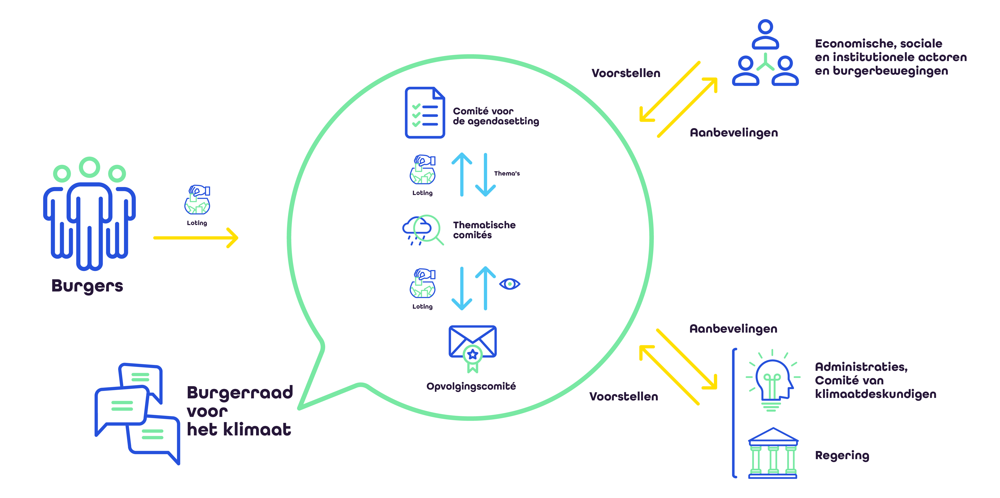 Burgers
Loting
Burgerraad
voor
het klimaat
Comité voor
de agendasetting
Loting
Thema's
Thematische
comités
Loting
Opvolgingscomité
Voorstellen
Aanbevelingen
Economische, sociale
en institutionele actoren
en burgerbewegingen
Aanbevelingen
Voorstellen
Administraties,
Comité van
klimaatdeskundigen
Regering